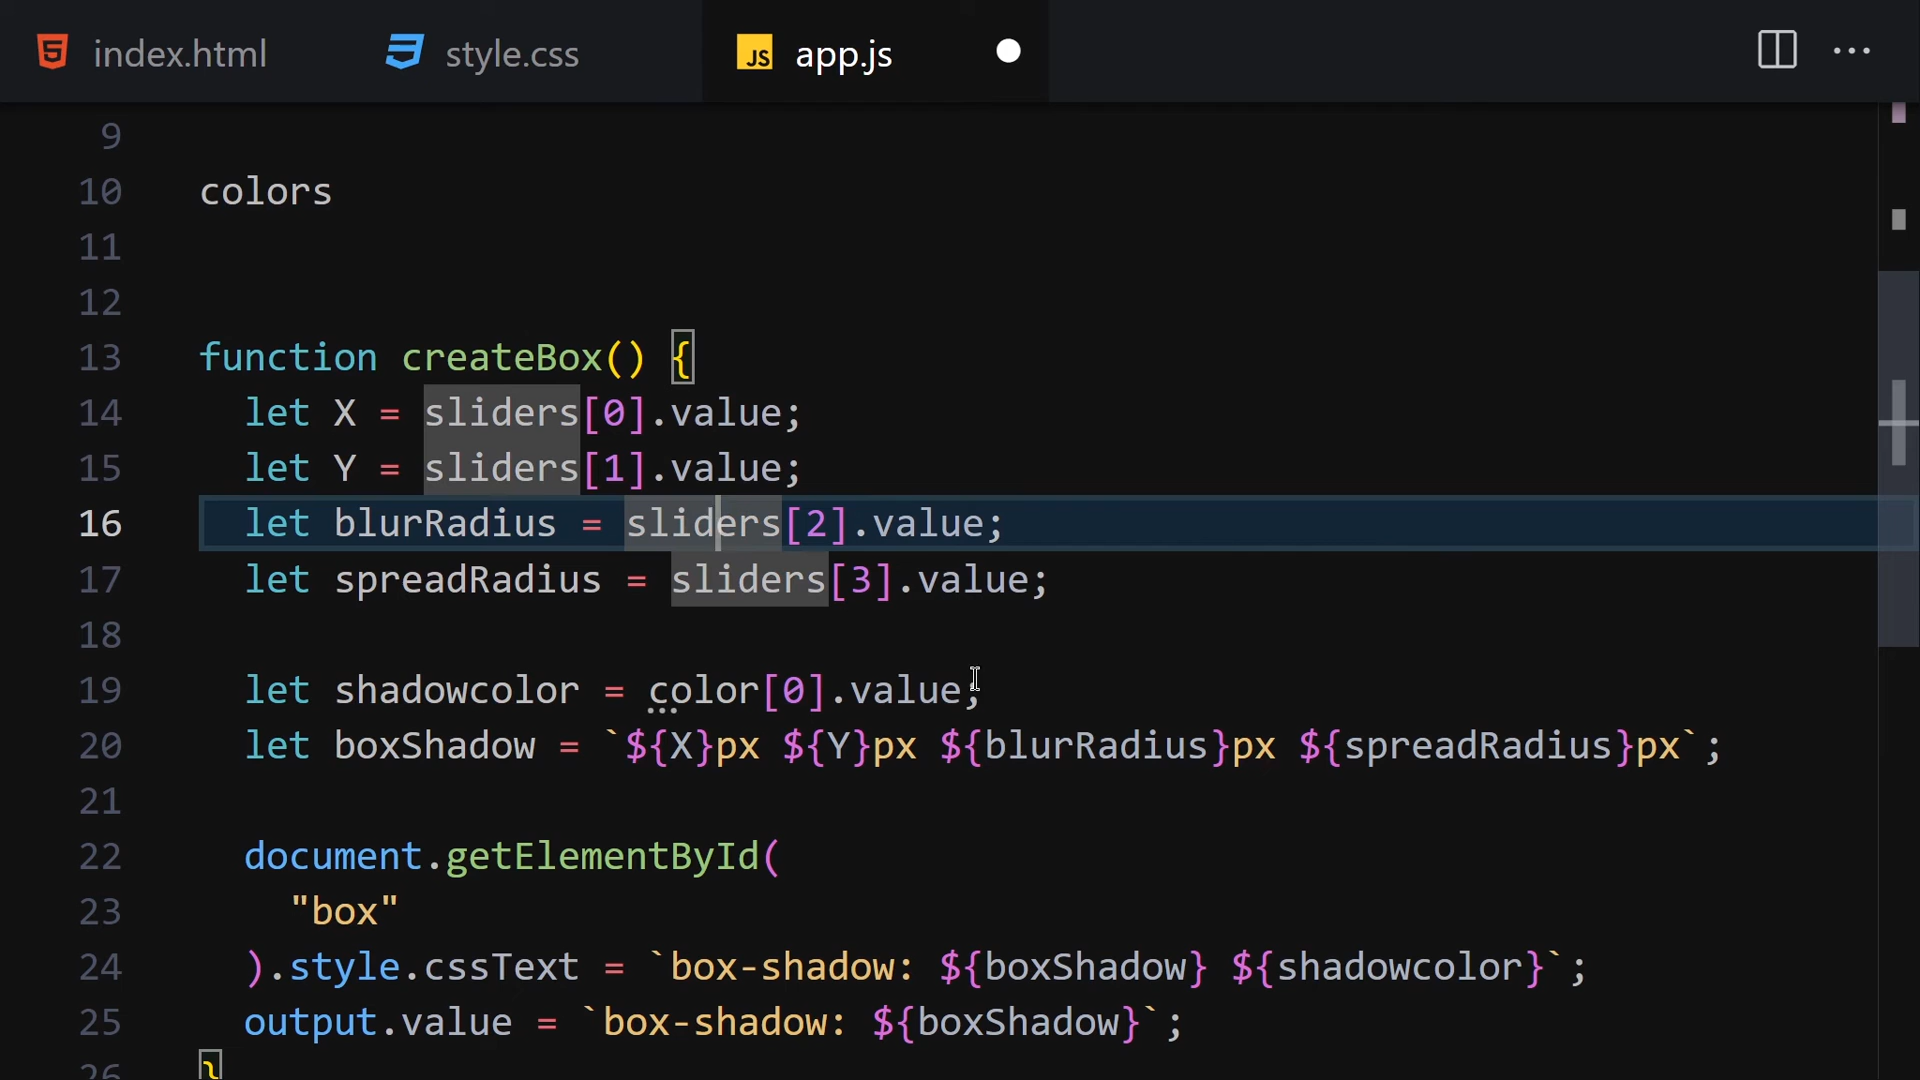 index.html style.css JS app.js
9
10 colors
11
12
13 function createBox() {
14 let X = sliders[0].value;
15 let Y = sliders[1].value;
16 let blurRadius = sliders[2].value;
17 let spreadRadius = sliders[3].value;
18
19 let shadowcolor = color[0].value;
20 let boxShadow = `${X}px ${Y}px ${blurRadius}px ${spreadRadius}px`;
21
22 document.getElementById(
23 "box"
24 ).style.cssText = `box-shadow: ${boxShadow} ${shadowcolor}`;
25 output.value = `box-shadow: ${boxShadow}`;
26 }